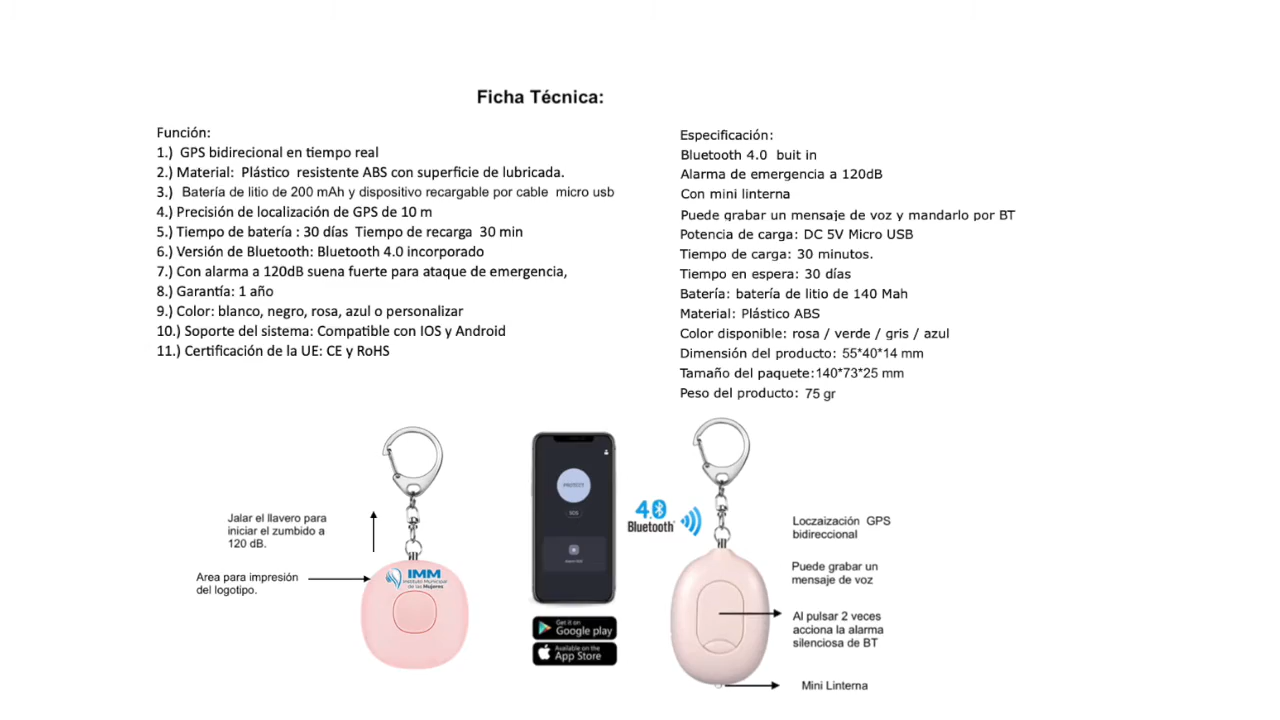 Ficha Técnica:
Función:
1.) GPS bidirecional en tiempo real
2.) Material: Plástico resistente ABS con superficie de lubricada.
3.) Batería de litio de 200 mAh y dispositivo recargable por cable micro usb
4.) Precisión de localización de GPS de 10 m
5.) Tiempo de batería : 30 días Tiempo de recarga 30 min
6.) Versión de Bluetooth: Bluetooth 4.0 incorporado
7.) Con alarma a 120dB suena fuerte para ataque de emergencia,
8.) Garantía: 1 año
9.) Color: blanco, negro, rosa, azul o personalizar
10.) Soporte del sistema: Compatible con IOS y Android
11.) Certificación de la UE: CE y RoHS
Especificación:
Bluetooth 4.0 buit in
Alarma de emergencia a 120dB
Con mini linterna
Puede grabar un mensaje de voz y mandarlo por BT
Potencia de carga: DC 5V Micro USB
Tiempo de carga: 30 minutos.
Tiempo en espera: 30 días
Batería: batería de litio de 140 Mah
Material: Plástico ABS
Color disponible: rosa / verde / gris / azul
Dimensión del producto: 55*40*14 mm
Tamaño del paquete:140*73*25 mm
Peso del producto: 75 gr
Jalar el llavero para
iniciar el zumbido a
120 dB.
Area para impresión
del logotipo.
IMM
Instituto Municipal
de las Mujeres
PROTECT
SOS
Get it on
Google play
Available on the
App Store
4.0
Bluetooth
Loczaización GPS
bidireccional
Puede grabar un
mensaje de voz
Al pulsar 2 veces
acciona la alarma
silenciosa de BT
Mini Linterna